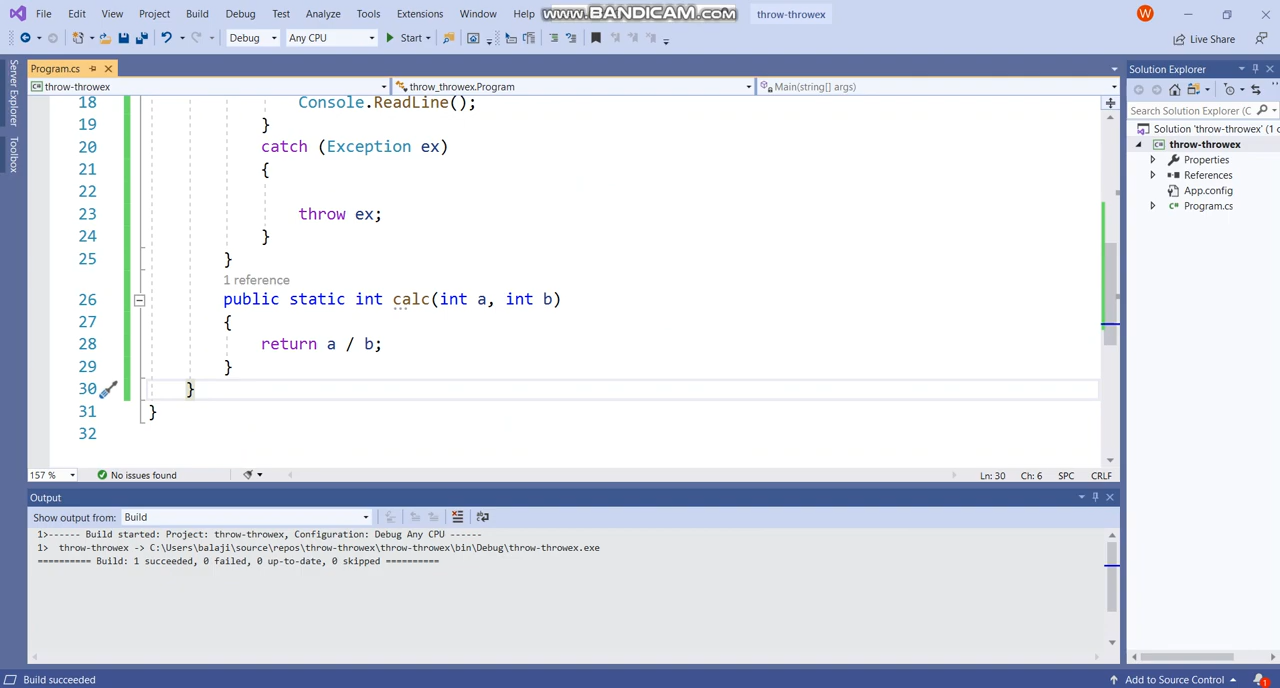 File Edit View Project Build Debug Test Analyze Tools Extensions Window Help www.BANDICAM.com throw-throwex W
Debug Any CPU Start Live Share
Server Explorer
Toolbox
Program.cs
throw-throwex throw_throwex.Program Main(string[] args)
18 Console.ReadLine();
19 }
20 catch (Exception ex)
21 {
22
23 throw ex;
24 }
25 }
1 reference
26 public static int calc(int a, int b)
27 {
28 return a / b;
29 }
30 }
31 }
32
157 % No issues found Ln: 30 Ch: 6 SPC CRLF
Output
Show output from: Build
1>------ Build started: Project: throw-throwex, Configuration: Debug Any CPU ------
1> throw-throwex -> C:\Users\balaji\source\repos\throw-throwex\throw-throwex\bin\Debug\throw-throwex.exe
========== Build: 1 succeeded, 0 failed, 0 up-to-date, 0 skipped ==========
Solution Explorer
Search Solution Explorer (C
Solution 'throw-throwex' (1 c
throw-throwex
Properties
References
App.config
C# Program.cs
Build succeeded Add to Source Control 1